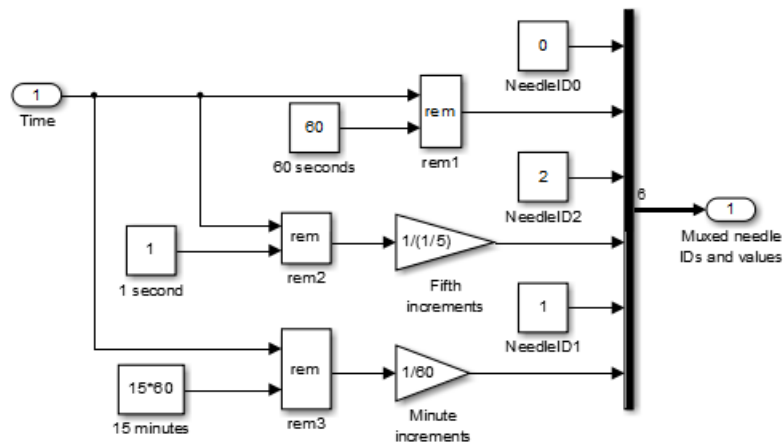 0
NeedleID0
1
Time
rem
rem1
60
60 seconds
2
NeedleID2
6
1
Muxed needle
IDs and values
1
1 second
rem
rem2
1/(1/5)
Fifth
increments
1
NeedleID1
15*60
15 minutes
rem
rem3
1/60
Minute
increments